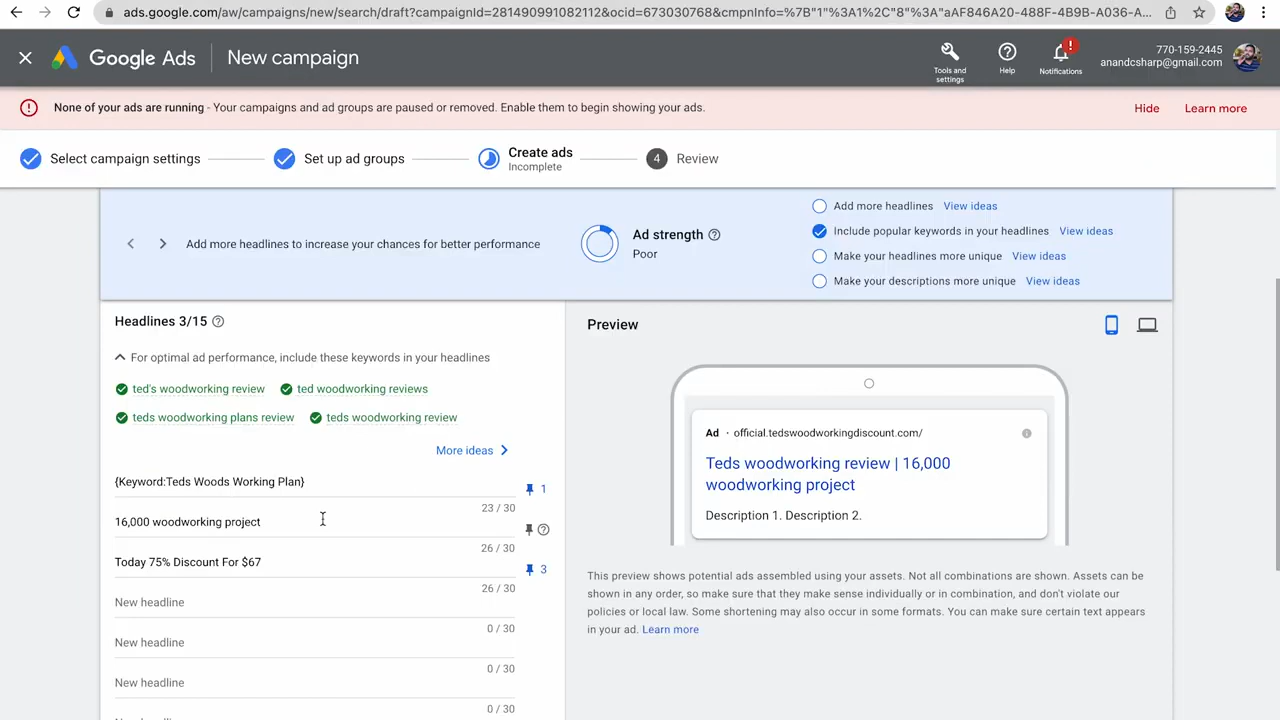 ads.google.com/aw/campaigns/new/search/draft?campaignId=281490991082112&ocid=673030768&cmpnInfo=%7B"1"%3A1%2C"8"%3A"aAF846A20-488F-4B9B-A036-A...
Google Ads
New campaign
Tools and settings
Help
!
Notifications
770-159-2445
anandcsharp@gmail.com
None of your ads are running - Your campaigns and ad groups are paused or removed. Enable them to begin showing your ads.
Hide
Learn more
Select campaign settings
Set up ad groups
Create ads
Incomplete
4
Review
Add more headlines to increase your chances for better performance
Ad strength
Poor
Add more headlines View ideas
Include popular keywords in your headlines View ideas
Make your headlines more unique View ideas
Make your descriptions more unique View ideas
Headlines 3/15
For optimal ad performance, include these keywords in your headlines
ted's woodworking review
ted woodworking reviews
teds woodworking plans review
teds woodworking review
More ideas
{Keyword:Teds Woods Working Plan}
1
23 / 30
16,000 woodworking project
26 / 30
Today 75% Discount For $67
3
26 / 30
New headline
0 / 30
New headline
0 / 30
New headline
0 / 30
Preview
Ad · official.tedswoodworkingdiscount.com/
Teds woodworking review | 16,000
woodworking project
Description 1. Description 2.
This preview shows potential ads assembled using your assets. Not all combinations are shown. Assets can be
shown in any order, so make sure that they make sense individually or in combination, and don't violate our
policies or local law. Some shortening may also occur in some formats. You can make sure certain text appears
in your ad. Learn more